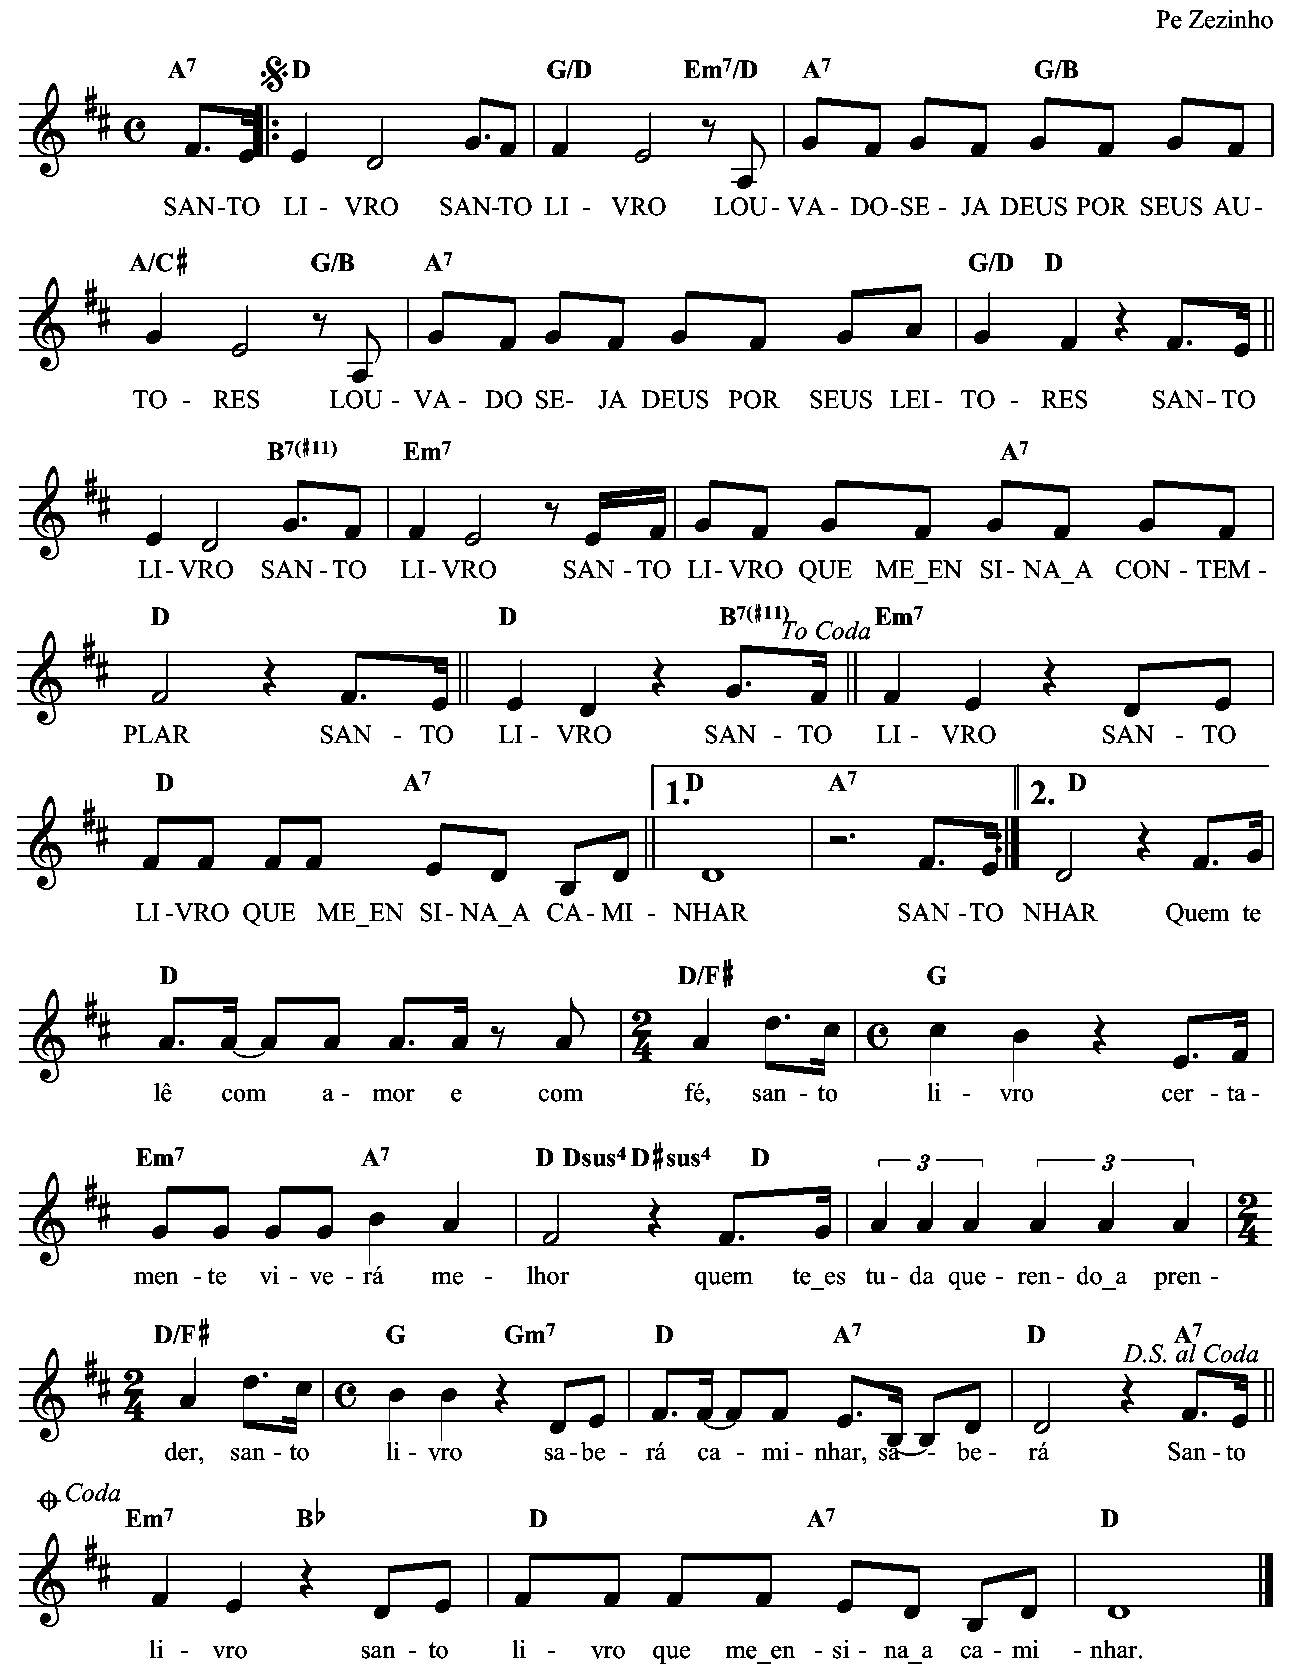 Pe Zezinho
A7 D G/D Em7/D A7 G/B
SAN-TO LI - VRO SAN-TO LI - VRO LOU - VA - DO-SE - JA DEUS POR SEUS AU -
A/C# G/B A7 G/D D
TO - RES LOU - VA - DO SE- JA DEUS POR SEUS LEI - TO - RES SAN-TO
B7(#11) Em7 A7
LI-VRO SAN-TO LI-VRO SAN-TO LI-VRO QUE ME_EN SI-NA_A CON-TEM -
D D B7(#11) To Coda Em7
PLAR SAN - TO LI - VRO SAN - TO LI - VRO SAN - TO
D A7 1. D A7 2. D
LI-VRO QUE ME_EN SI-NA_A CA-MI - NHAR SAN-TO NHAR Quem te
D D/F# G
lê com a - mor e com fé, san - to li - vro cer - ta-
2/4
Em7 A7 D Dsus4 D#sus4 D 3 3
men - te vi - ve - rá me - lhor quem te_es tu - da que - ren - do_a pren -
2/4
D/F# G Gm7 D A7 D A7 D.S. al Coda
2/4
der, san-to li - vro sa-be - rá ca - mi-nhar, sa - be - rá San-to
Coda
Em7 B♭ D A7 D
li - vro san - to li - vro que me_en - si - na_a ca - mi - nhar.